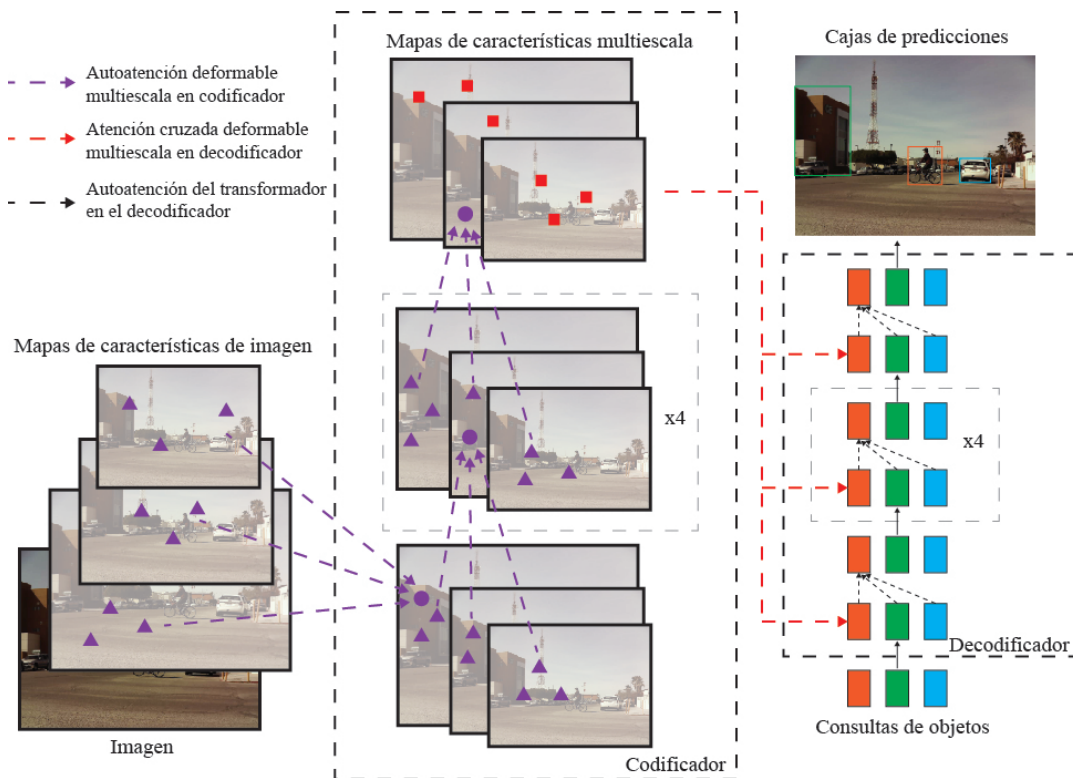 Autoatención deformable
multiescala en codificador
Atención cruzada deformable
multiescala en decodificador
Autoatención del transformador
en el decodificador
Mapas de características multiescala
Cajas de predicciones
Mapas de características de imagen
x4
x4
Imagen
Codificador
Decodificador
Consultas de objetos